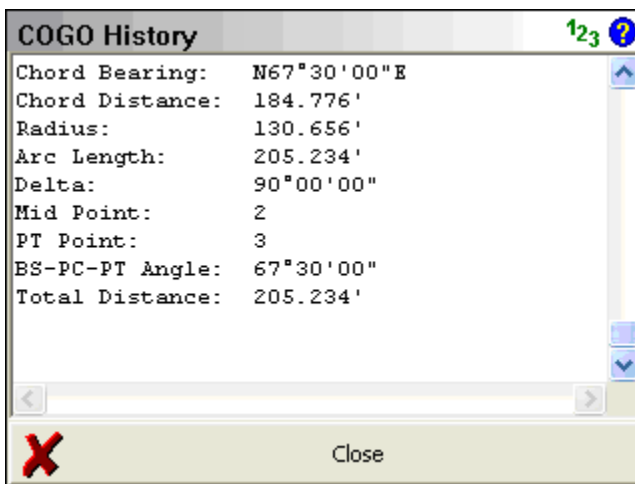 COGO History
123
?
Chord Bearing: N67°30'00"E
Chord Distance: 184.776'
Radius: 130.656'
Arc Length: 205.234'
Delta: 90°00'00"
Mid Point: 2
PT Point: 3
BS-PC-PT Angle: 67°30'00"
Total Distance: 205.234'
Close